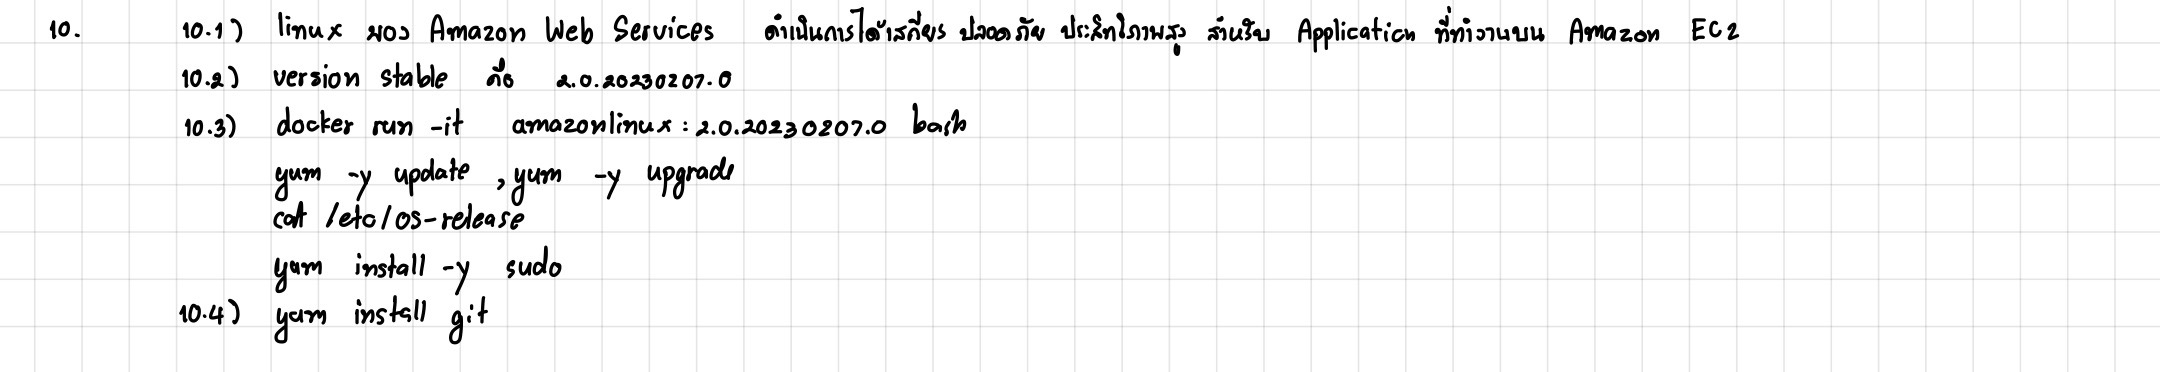 10. 10.1) linux ของ Amazon Web Services ดำเนินการได้เสถียร ปลอดภัย ประสิทธิภาพสูง สำหรับ Application ที่ทำงานบน Amazon EC2
10.2) version stable คือ 2.0.20230207.0
10.3) docker run -it amazonlinux:2.0.20230207.0 bash
yum -y update , yum -y upgrade
cat /etc/os-release
yum install -y sudo
10.4) yum install git